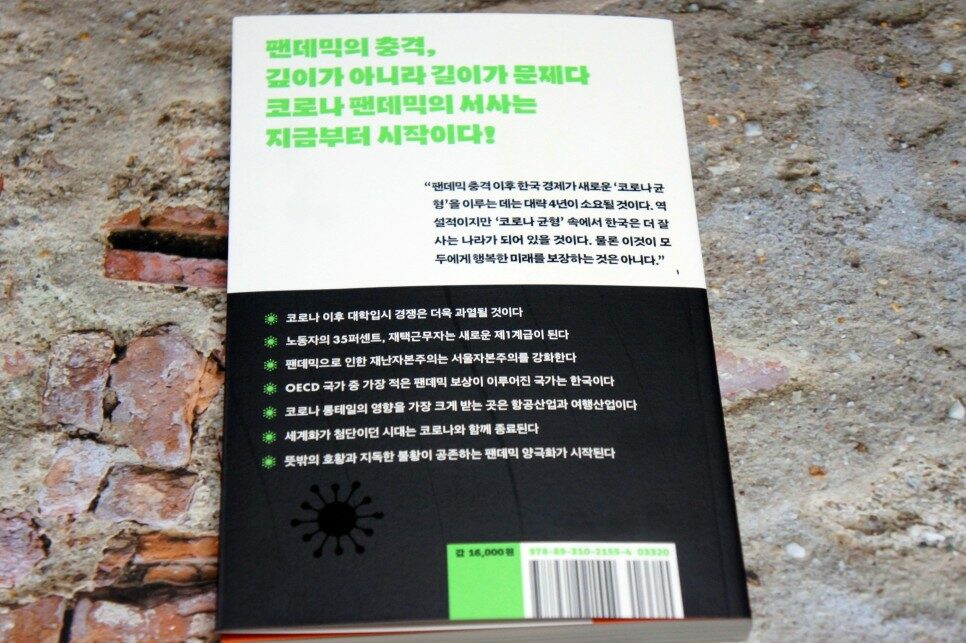 팬데믹의 충격,
깊이가 아니라 길이가 문제다
코로나 팬데믹의 서사는
지금부터 시작이다!
“팬데믹 충격 이후 한국 경제가 새로운 ‘코로나 균
형’을 이루는 데는 대략 4년이 소요될 것이다. 역
설적이지만 ‘코로나 균형’ 속에서 한국은 더 잘
사는 나라가 되어 있을 것이다. 물론 이것이 모
두에게 행복한 미래를 보장하는 것은 아니다.”
코로나 이후 대학입시 경쟁은 더욱 과열될 것이다
노동자의 35퍼센트, 재택근무자는 새로운 제1계급이 된다
팬데믹으로 인한 재난자본주의는 서울자본주의를 강화한다
OECD 국가 중 가장 적은 팬데믹 보상이 이루어진 국가는 한국이다
코로나 롱테일의 영향을 가장 크게 받는 곳은 항공산업과 여행산업이다
세계화가 첨단이던 시대는 코로나와 함께 종료된다
뜻밖의 호황과 지독한 불황이 공존하는 팬데믹 양극화가 시작된다
값 16,000원
978-89-310-2155-4 03320